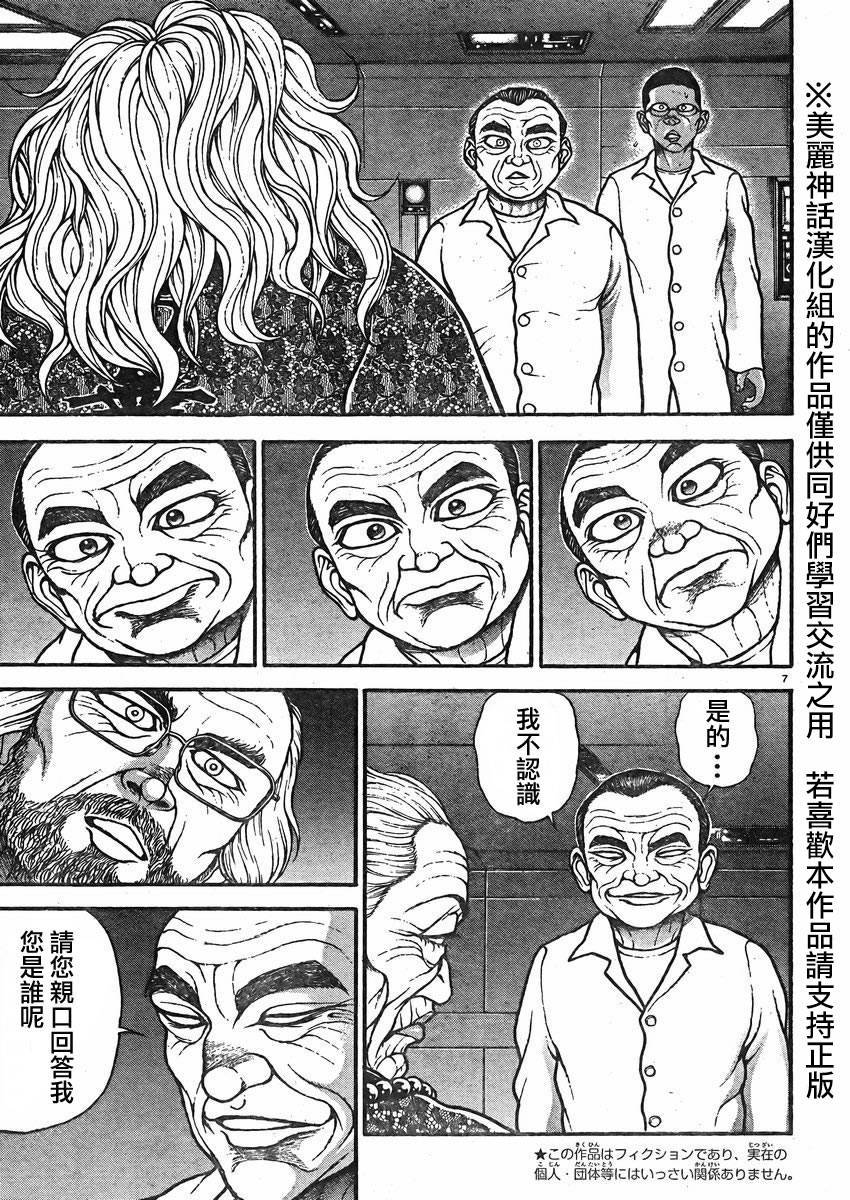 ※美麗神話漢化組的作品僅供同好們學習交流之用 若喜歡本作品請支持正版
7
是的…
我不認識
請您親口回答我
您是誰呢
★この作品はフィクションであり、実在の
個人・団体等にはいっさい関係ありません。